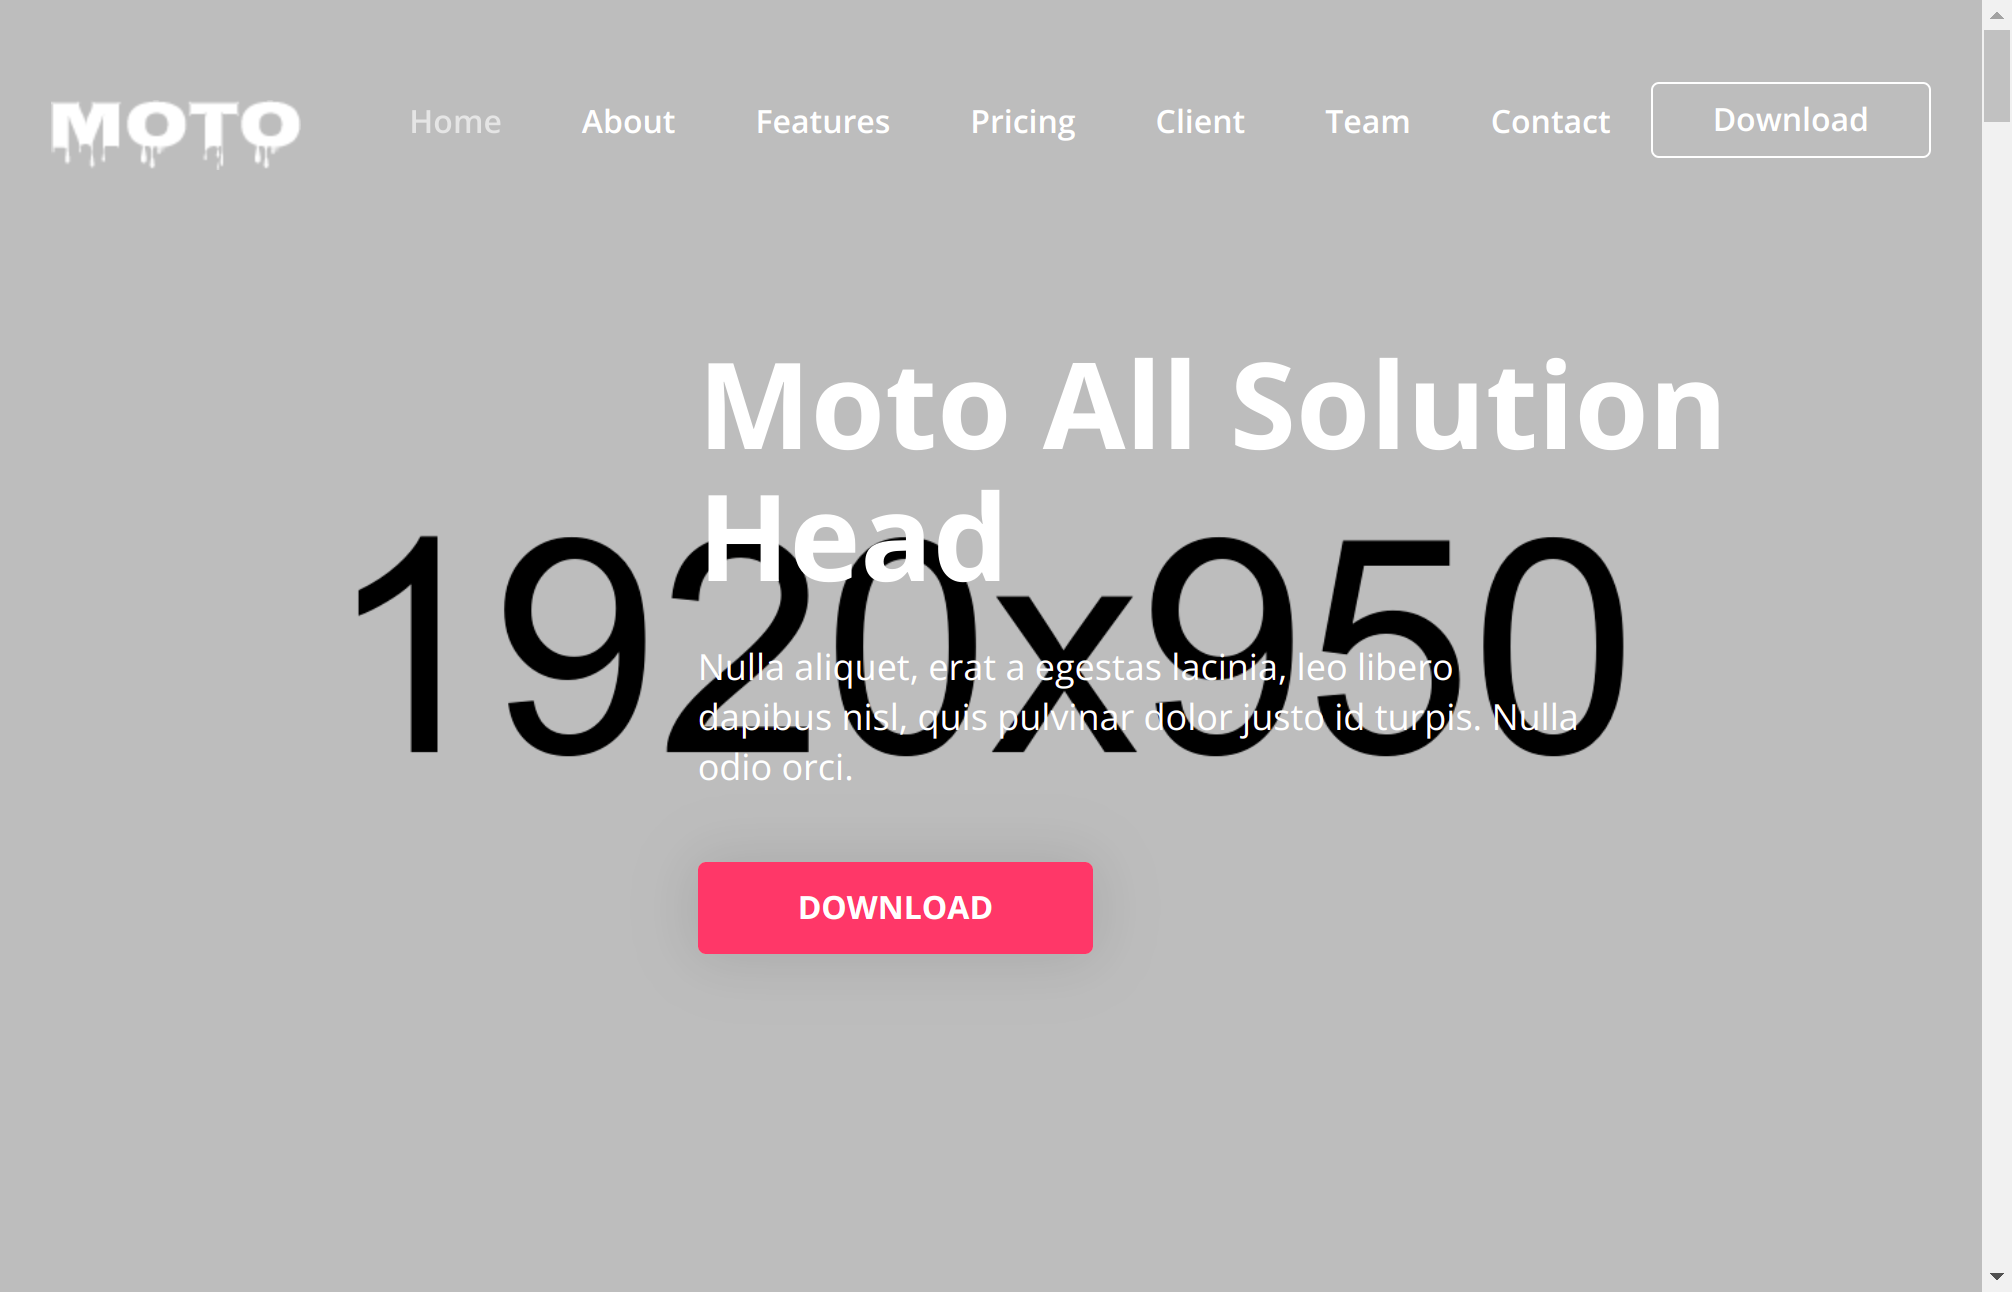 MOTO
Home About Features Pricing Client Team Contact Download
Moto All Solution
Head
1920x950
Nulla aliquet, erat a egestas lacinia, leo libero
dapibus nisl, quis pulvinar dolor justo id turpis. Nulla
odio orci.
DOWNLOAD